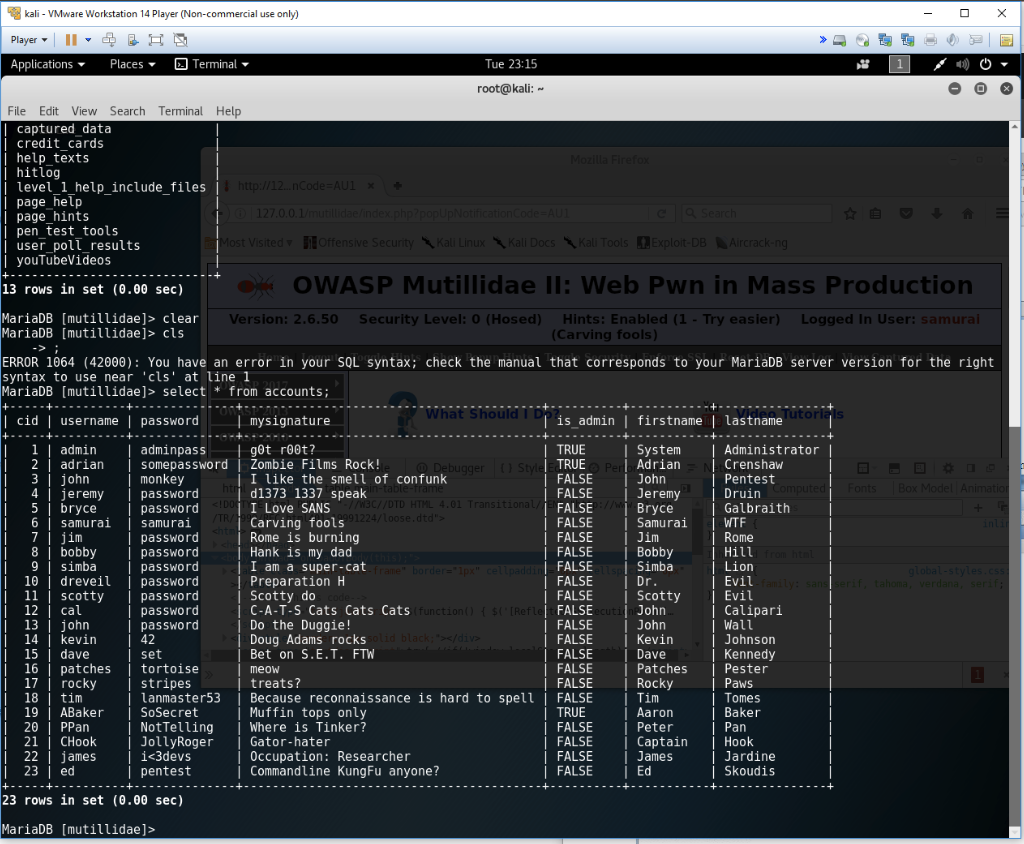 kali - VMware Workstation 14 Player (Non-commercial use only)
Player
Applications Places Terminal Tue 23:15 1
root@kali: ~
File Edit View Search Terminal Help
| captured_data |
| credit_cards |
| help_texts |
| hitlog |
| level_1_help_include_files |
| page_help |
| page_hints |
| pen_test_tools |
| user_poll_results |
| youTubeVideos |
+----------------------------+
13 rows in set (0.00 sec)
MariaDB [mutillidae]> clear
MariaDB [mutillidae]> cls
-> ;
ERROR 1064 (42000): You have an error in your SQL syntax; check the manual that corresponds to your MariaDB server version for the right
syntax to use near 'cls' at line 1
MariaDB [mutillidae]> select * from accounts;
| cid | username | password | mysignature | is_admin | firstname | lastname |
| 1 | admin | adminpass | g0t r00t? | TRUE | System | Administrator |
| 2 | adrian | somepassword | Zombie Films Rock! | TRUE | Adrian | Crenshaw |
| 3 | john | monkey | I like the smell of confunk | FALSE | John | Pentest |
| 4 | jeremy | password | d1373 1337 speak | FALSE | Jeremy | Druin |
| 5 | bryce | password | I Love SANS | FALSE | Bryce | Galbraith |
| 6 | samurai | samurai | Carving fools | FALSE | Samurai | WTF |
| 7 | jim | password | Rome is burning | FALSE | Jim | Rome |
| 8 | bobby | password | Hank is my dad | FALSE | Bobby | Hill |
| 9 | simba | password | I am a super-cat | FALSE | Simba | Lion |
| 10 | dreveil | password | Preparation H | FALSE | Dr. | Evil |
| 11 | scotty | password | Scotty do | FALSE | Scotty | Evil |
| 12 | cal | password | C-A-T-S Cats Cats Cats | FALSE | John | Calipari |
| 13 | john | password | Do the Duggie! | FALSE | John | Wall |
| 14 | kevin | 42 | Doug Adams rocks | FALSE | Kevin | Johnson |
| 15 | dave | set | Bet on S.E.T. FTW | FALSE | Dave | Kennedy |
| 16 | patches | tortoise | meow | FALSE | Patches | Pester |
| 17 | rocky | stripes | treats? | FALSE | Rocky | Paws |
| 18 | tim | lanmaster53 | Because reconnaissance is hard to spell | FALSE | Tim | Tomes |
| 19 | ABaker | SoSecret | Muffin tops only | TRUE | Aaron | Baker |
| 20 | PPan | NotTelling | Where is Tinker? | FALSE | Peter | Pan |
| 21 | CHook | JollyRoger | Gator-hater | FALSE | Captain | Hook |
| 22 | james | i<3devs | Occupation: Researcher | FALSE | James | Jardine |
| 23 | ed | pentest | Commandline KungFu anyone? | FALSE | Ed | Skoudis |
23 rows in set (0.00 sec)
MariaDB [mutillidae]>
Mozilla Firefox
http://12...nCode=AU1
127.0.0.1/mutillidae/index.php?popUpNotificationCode=AU1 Search
Most Visited Offensive Security Kali Linux Kali Docs Kali Tools Exploit-DB Aircrack-ng
OWASP Mutillidae II: Web Pwn in Mass Production
Version: 2.6.50 Security Level: 0 (Hosed) Hints: Enabled (1 - Try easier) Logged In User: samurai
(Carving fools)
What Should I Do? Video Tutorials
Debugger
Computed Fonts Box Model
global-styles.css